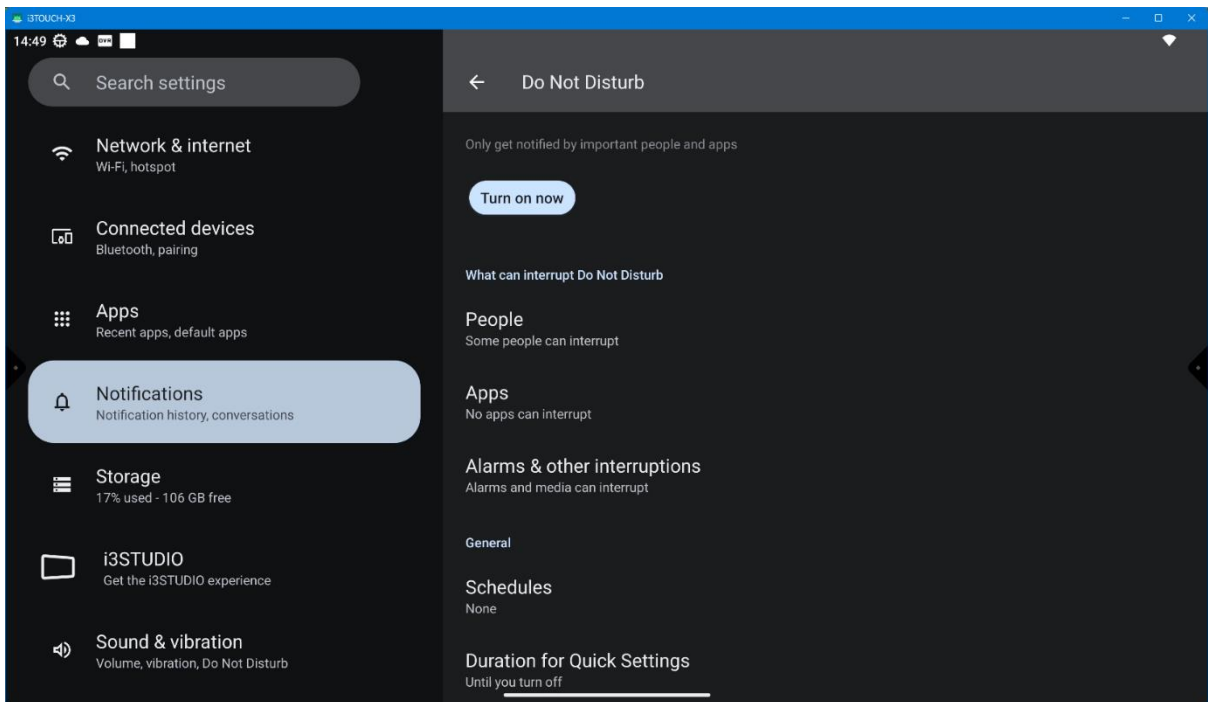 i3TOUCH-X3
14:49
DVR
Search settings
Network & internet
Wi-Fi, hotspot
Connected devices
Bluetooth, pairing
Apps
Recent apps, default apps
Notifications
Notification history, conversations
Storage
17% used - 106 GB free
i3STUDIO
Get the i3STUDIO experience
Sound & vibration
Volume, vibration, Do Not Disturb
Do Not Disturb
Only get notified by important people and apps
Turn on now
What can interrupt Do Not Disturb
People
Some people can interrupt
Apps
No apps can interrupt
Alarms & other interruptions
Alarms and media can interrupt
General
Schedules
None
Duration for Quick Settings
Until you turn off